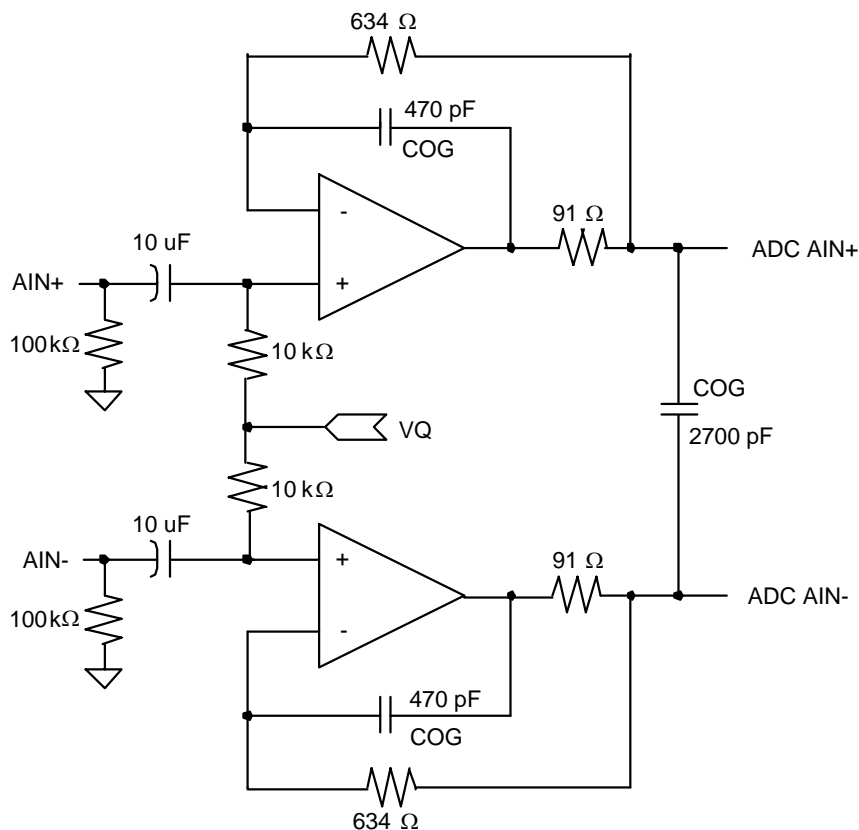 634 Ω
470 pF
COG
-
91 Ω
10 uF
ADC AIN+
AIN+
+
100kΩ
10 kΩ
COG
VQ
2700 pF
10 kΩ
10 uF
91 Ω
AIN-
+
ADC AIN-
100kΩ
-
470 pF
COG
634 Ω